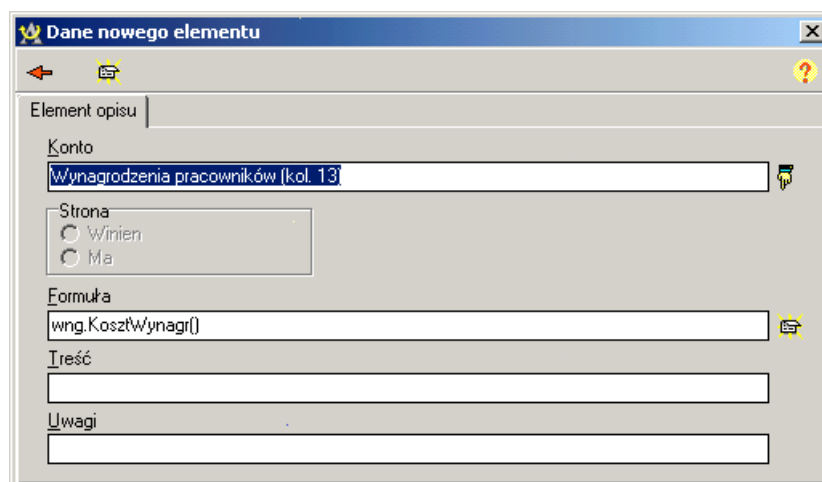 Dane nowego elementu
Element opisu
Konto
Wynagrodzenia pracowników (kol. 13)
Strona
Winien
Ma
Formuła
wng.KosztWynagr()
Treść
Uwagi